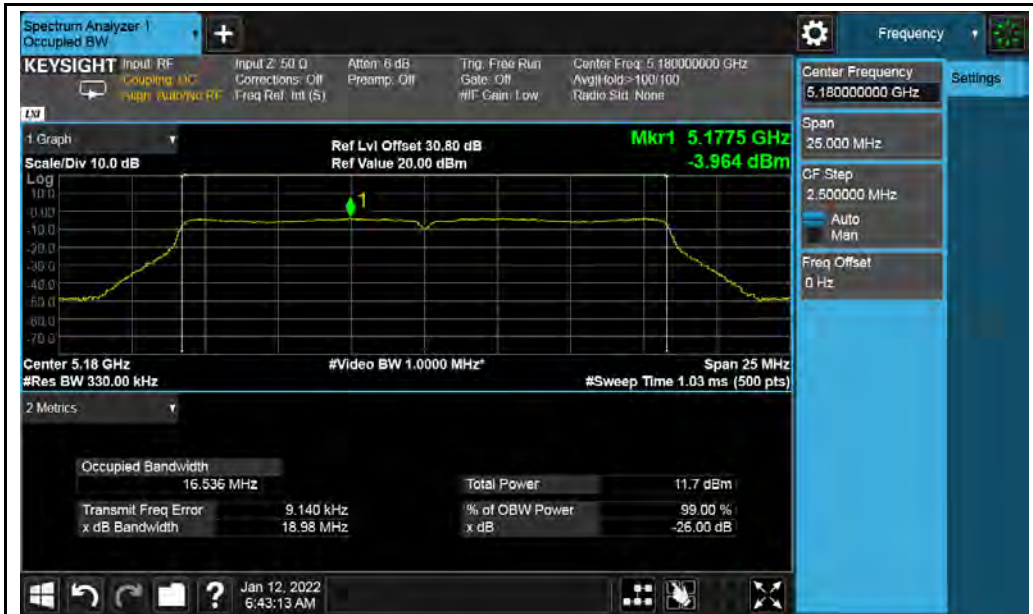 Spectrum Analyzer 1
Occupied BW
Frequency
KEYSIGHT
Input: RF
Coupling: DC
Align: Auto/No RF
Input Z: 50 Ω
Corrections: Off
Freq Ref: Int (S)
Atten: 6 dB
Preamp: Off
Trig: Free Run
Gate: Off
#IF Gain: Low
Center Freq: 5.180000000 GHz
Avg|Hold>100/100
Radio Std: None
LXI
Center Frequency
5.180000000 GHz
Settings
Span
25.000 MHz
CF Step
2.500000 MHz
Auto
Man
Freq Offset
0 Hz
1 Graph
Scale/Div 10.0 dB
Ref Lvl Offset 30.80 dB
Ref Value 20.00 dBm
Mkr1 5.1775 GHz
-3.964 dBm
Log
10.0
0.00
-10.0
-20.0
-30.0
-40.0
-50.0
-60.0
-70.0
1
Center 5.18 GHz
#Res BW 330.00 kHz
#Video BW 1.0000 MHz*
Span 25 MHz
#Sweep Time 1.03 ms (500 pts)
2 Metrics
Occupied Bandwidth
16.536 MHz
Total Power 11.7 dBm
Transmit Freq Error 9.140 kHz
% of OBW Power 99.00 %
x dB Bandwidth 18.98 MHz
x dB -26.00 dB
Jan 12, 2022
6:43:13 AM